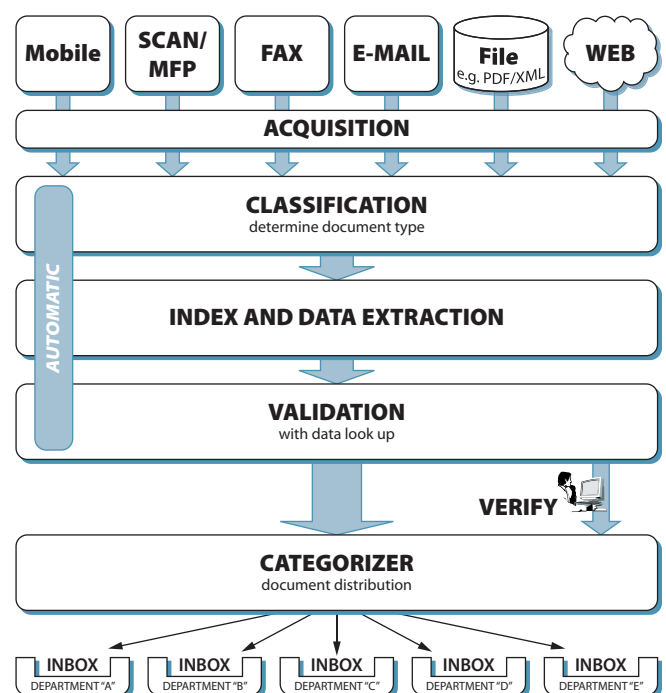 Mobile
SCAN/
MFP
FAX
E-MAIL
File
e.g. PDF/XML
WEB
ACQUISITION
CLASSIFICATION
determine document type
AUTOMATIC
INDEX AND DATA EXTRACTION
VALIDATION
with data look up
VERIFY
CATEGORIZER
document distribution
INBOX
DEPARTMENT "A"
INBOX
DEPARTMENT "B"
INBOX
DEPARTMENT "C"
INBOX
DEPARTMENT "D"
INBOX
DEPARTMENT "E"